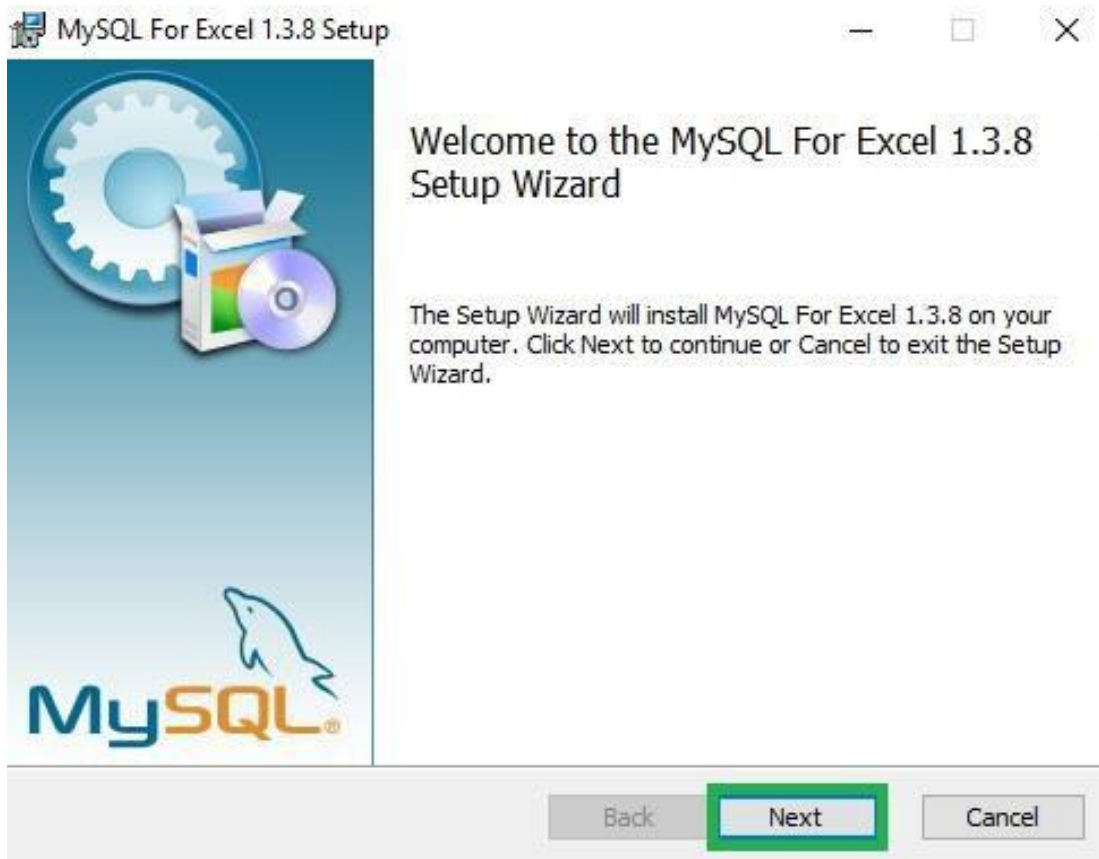 MySQL For Excel 1.3.8 Setup
Welcome to the MySQL For Excel 1.3.8
Setup Wizard
The Setup Wizard will install MySQL For Excel 1.3.8 on your
computer. Click Next to continue or Cancel to exit the Setup
Wizard.
MySQL®
Back
Next
Cancel